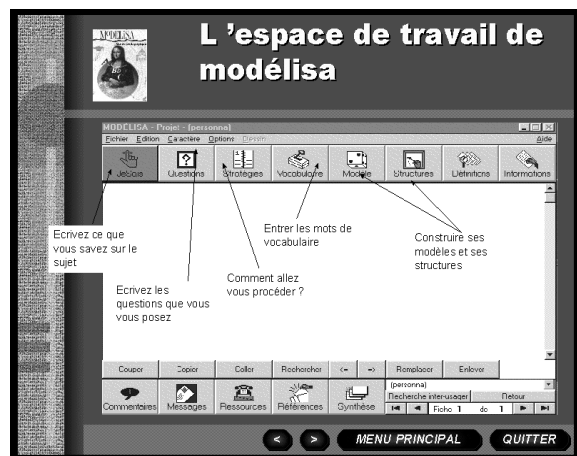 MODELISA
L 'espace de travail de
modélisa
MODELISA - Projet - [personna]
Fichier Edition Caractère Options Dessin Aide
JeSais Questions Stratégies Vocabulaire Modèle Structures Définitions Informations
Ecrivez ce que
vous savez sur le
sujet
Entrer les mots de
vocabulaire
Construire ses
modèles et ses
structures
Comment allez
vous procéder ?
Ecrivez les
questions que vous
vous posez
Couper Copier Coller Rechercher <= => Remplacer Enlever
(personna)
Recherche inter-usager Retour
Commentaires Messages Ressources Références Synthèse
Fiche 1 de 1
< > MENU PRINCIPAL QUITTER